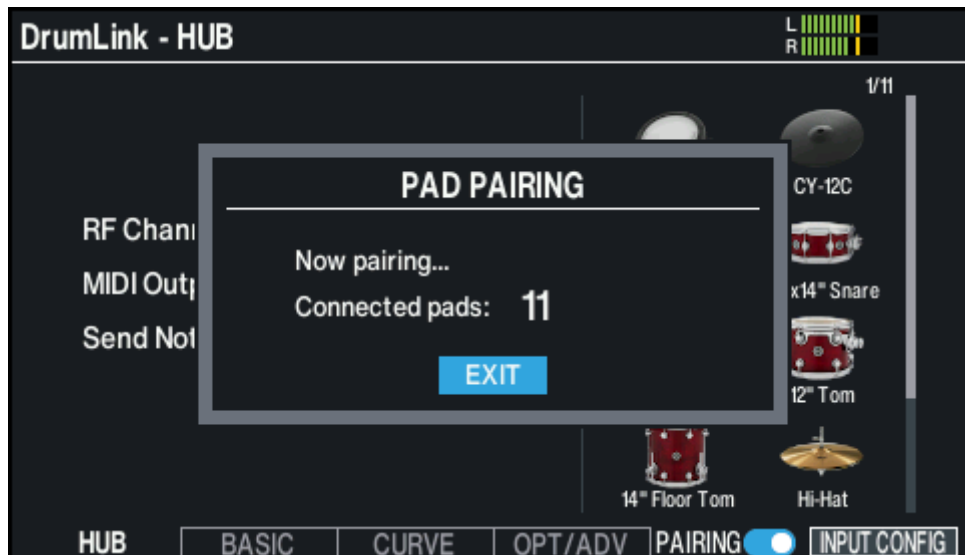 DrumLink - HUB
L
R
1/11
PAD PAIRING
CY-12C
RF Chann
Now pairing...
MIDI Outp
Connected pads: 11
x14" Snare
Send Not
EXIT
12" Tom
14" Floor Tom
Hi-Hat
HUB
BASIC
CURVE
OPT/ADV
PAIRING
INPUT CONFIG